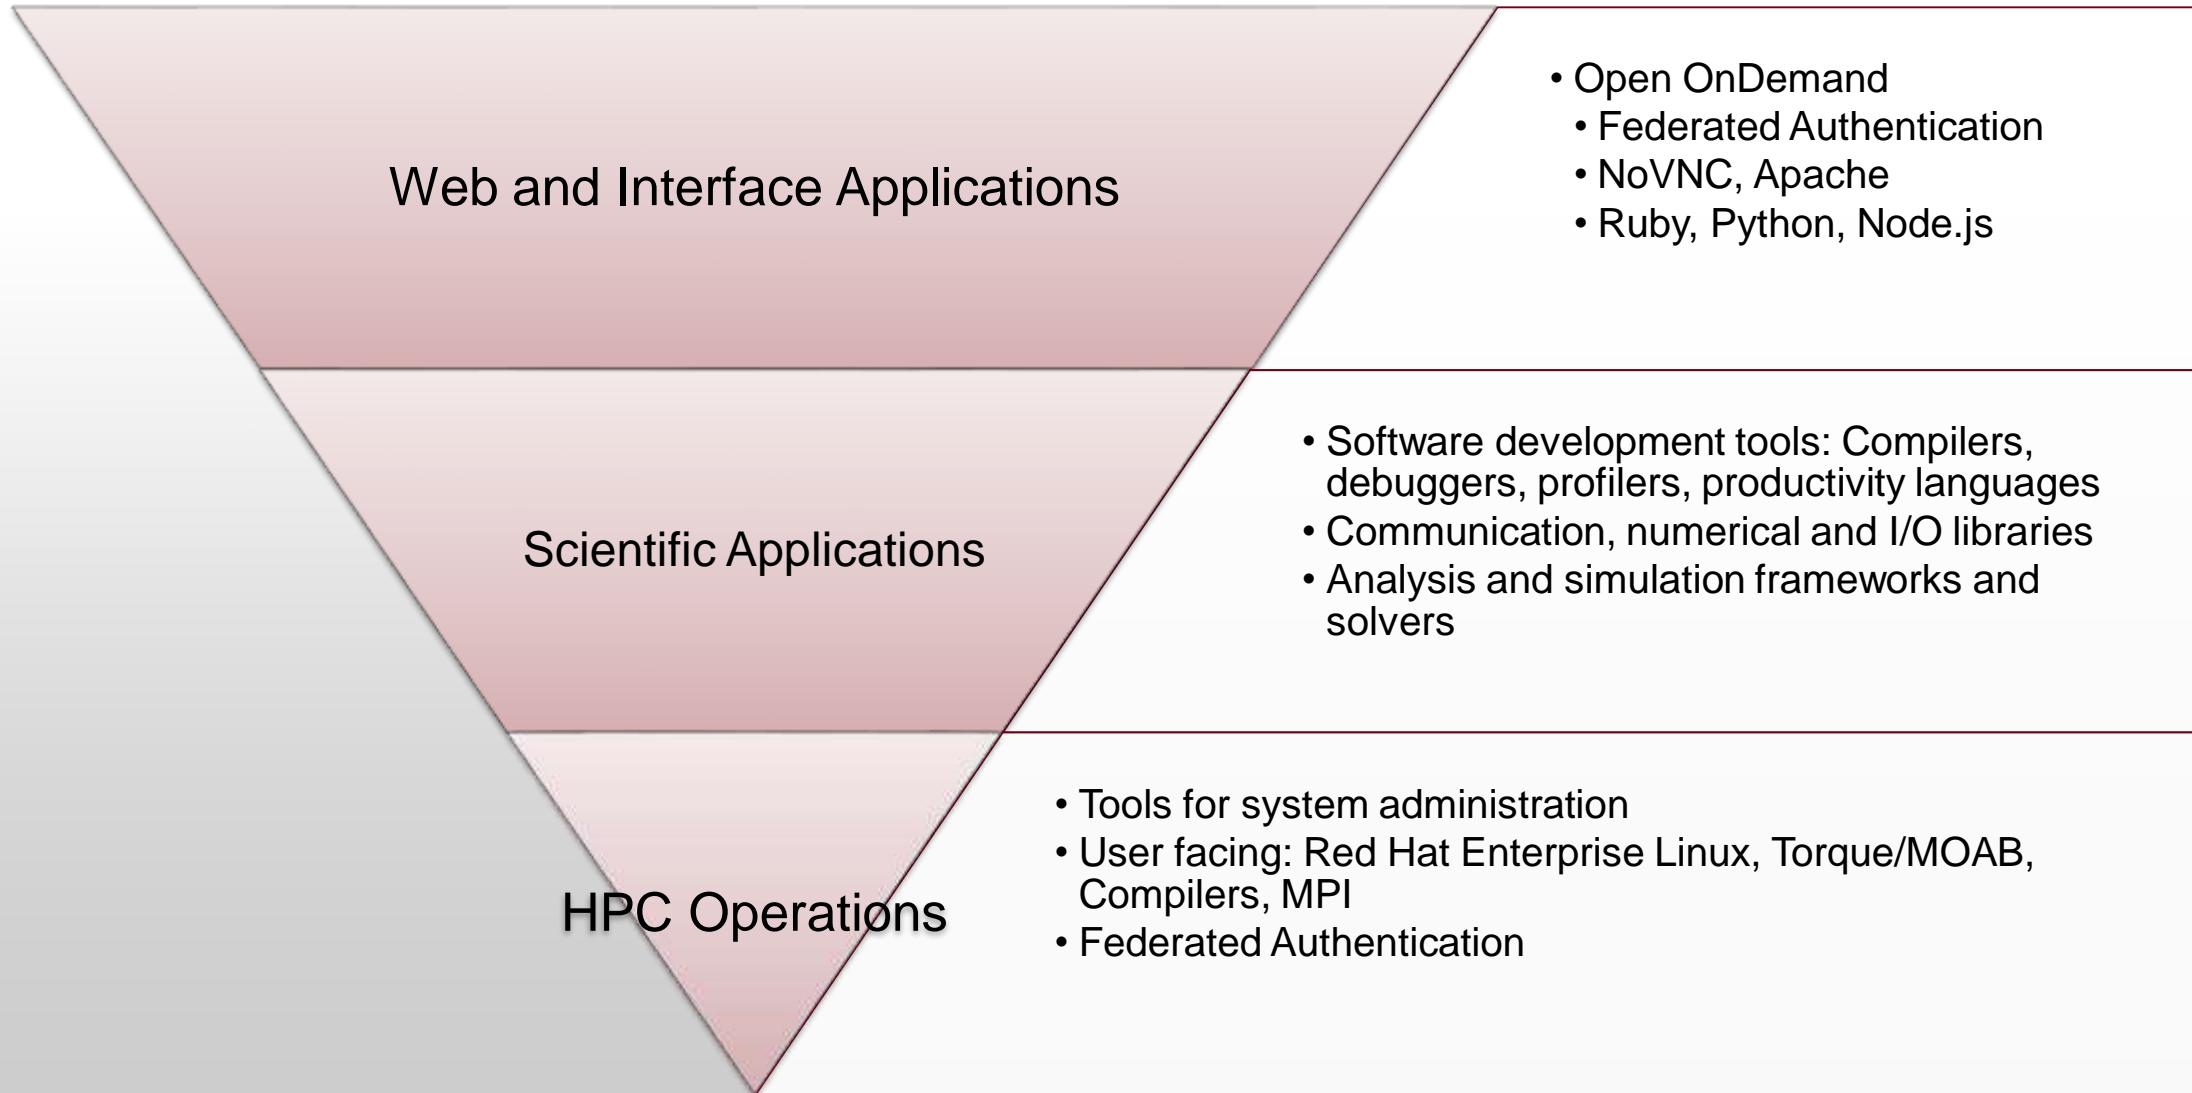 Web and Interface Applications
• Open OnDemand
• Federated Authentication
• NoVNC, Apache
• Ruby, Python, Node.js
Scientific Applications
• Software development tools: Compilers,
debuggers, profilers, productivity languages
• Communication, numerical and I/O libraries
• Analysis and simulation frameworks and
solvers
HPC Operations
• Tools for system administration
• User facing: Red Hat Enterprise Linux, Torque/MOAB,
Compilers, MPI
• Federated Authentication